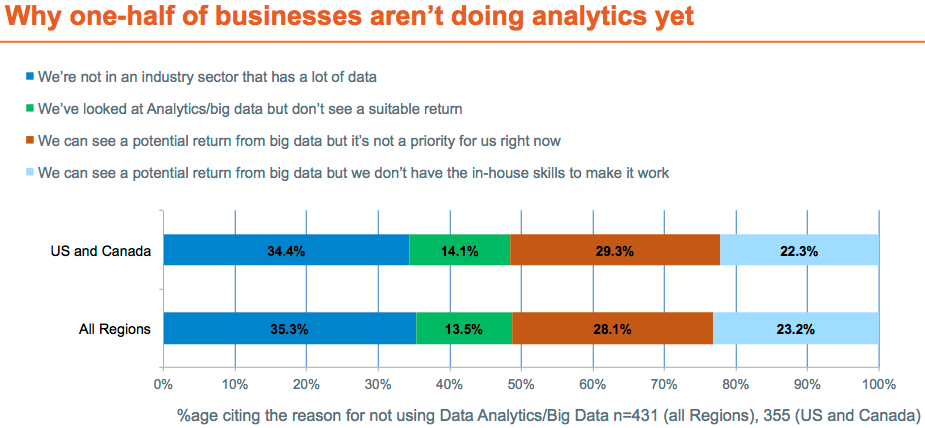 Why one-half of businesses aren’t doing analytics yet
We’re not in an industry sector that has a lot of data
We’ve looked at Analytics/big data but don’t see a suitable return
We can see a potential return from big data but it’s not a priority for us right now
We can see a potential return from big data but we don’t have the in-house skills to make it work
US and Canada 34.4% 14.1% 29.3% 22.3%
All Regions 35.3% 13.5% 28.1% 23.2%
0% 10% 20% 30% 40% 50% 60% 70% 80% 90% 100%
%age citing the reason for not using Data Analytics/Big Data n=431 (all Regions), 355 (US and Canada)